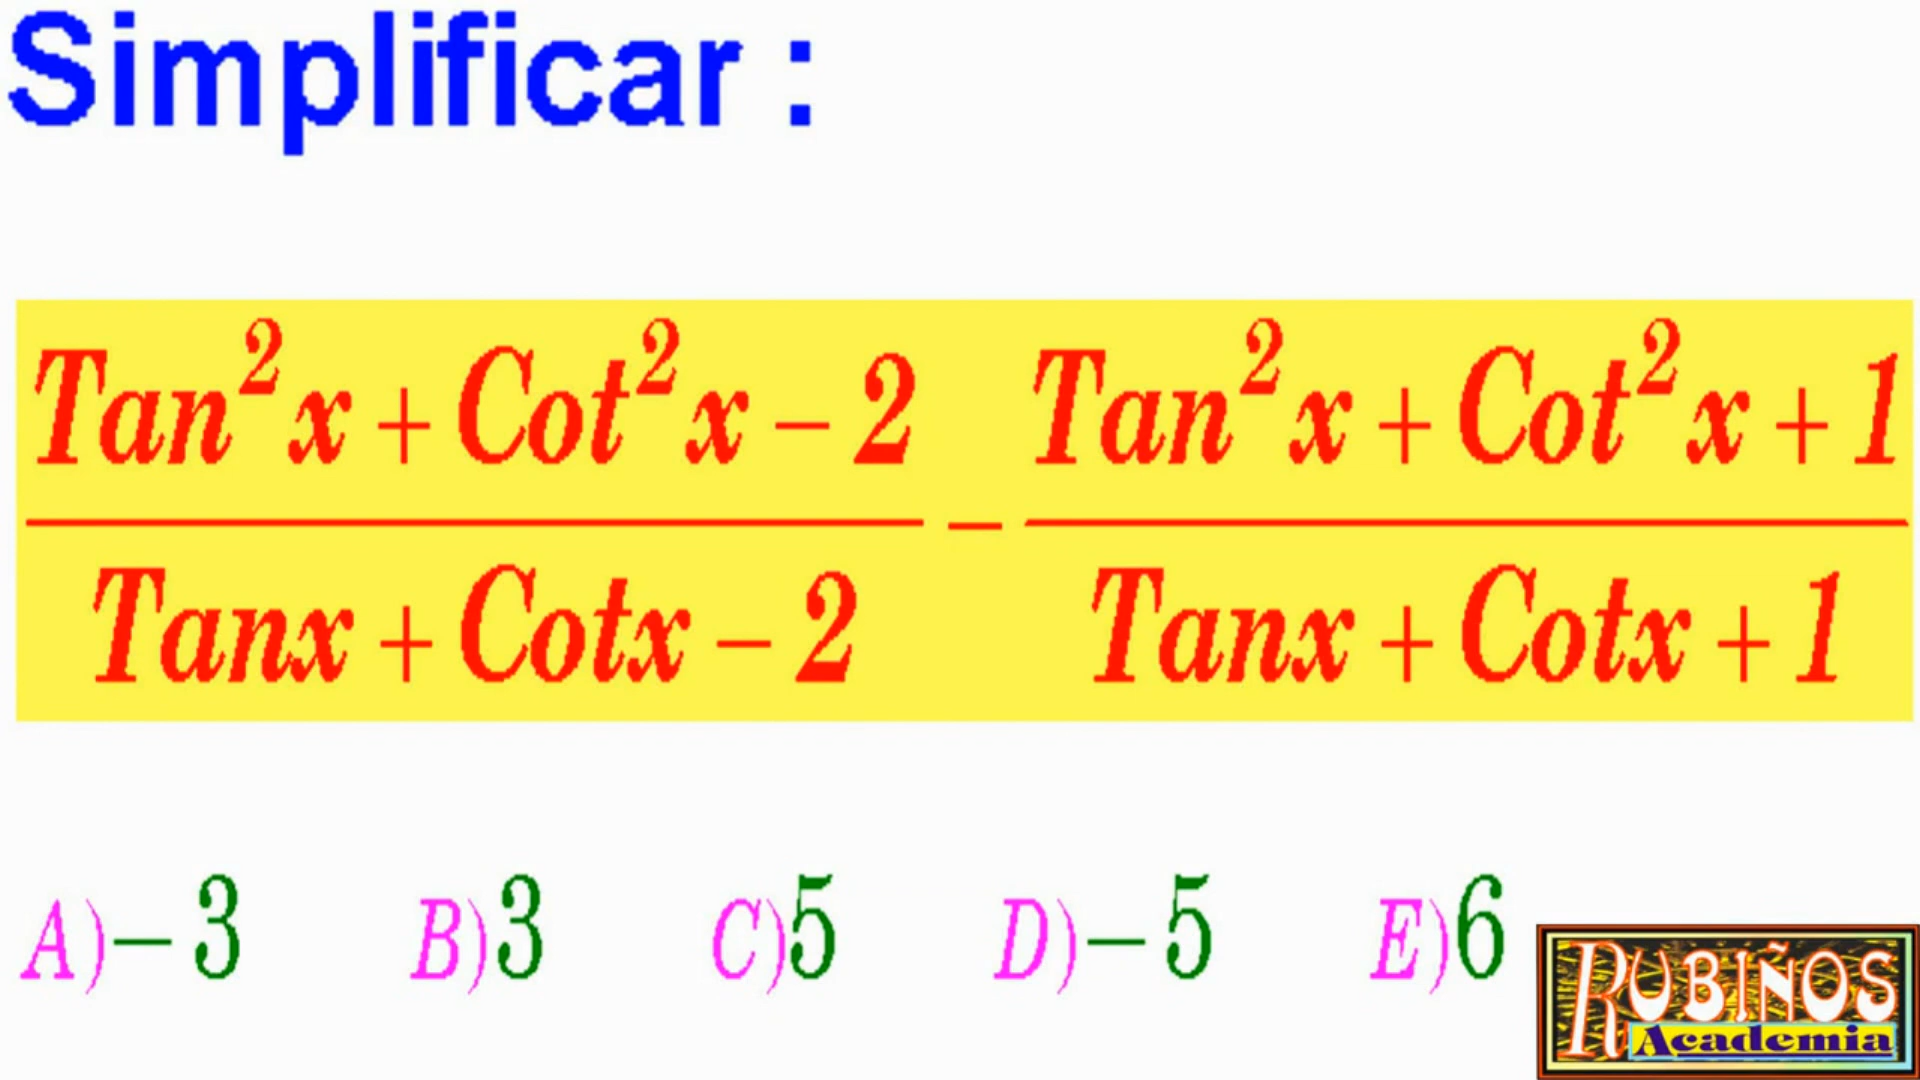 Simplificar :
Tan²x + Cot²x – 2 Tan²x + Cot²x + 1
–
Tanx + Cotx – 2 Tanx + Cotx + 1
A) – 3 B) 3 C) 5 D) – 5 E) 6
RUBIÑOS
Academia